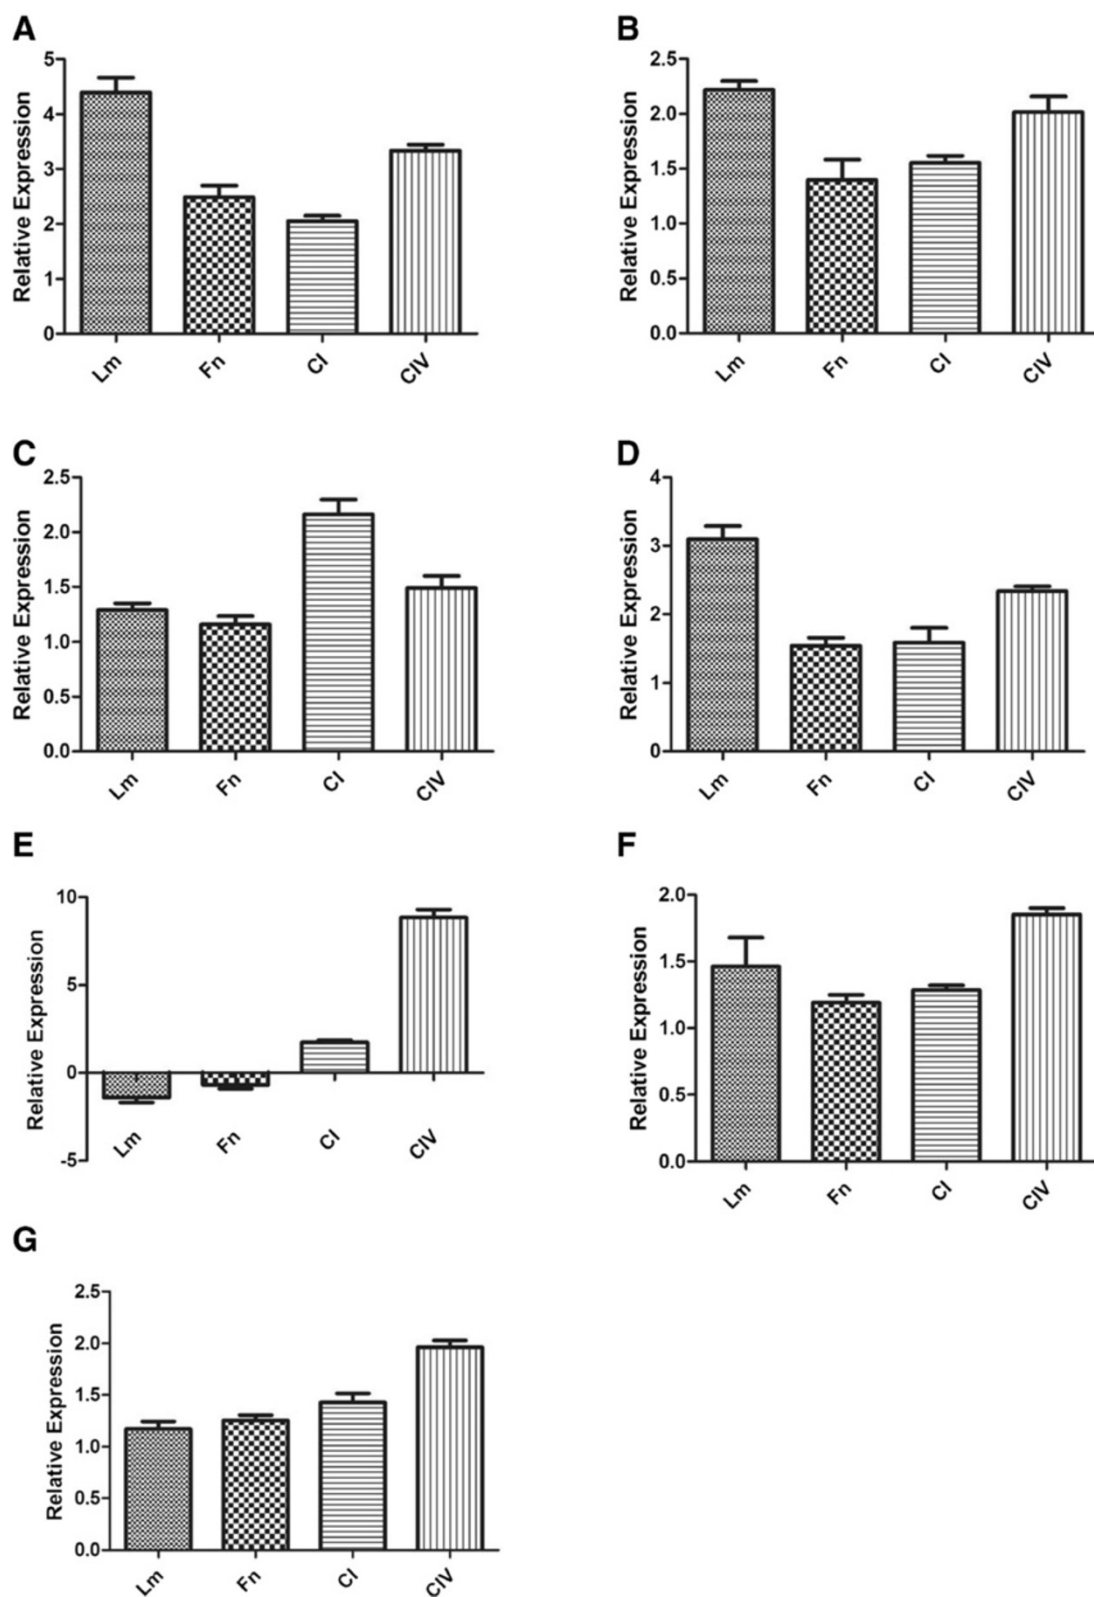 A
Relative Expression
5
4
3
2
1
0
Lm
Fn
CI
CIV
B
Relative Expression
2.5
2.0
1.5
1.0
0.5
0.0
Lm
Fn
CI
CIV
C
Relative Expression
2.5
2.0
1.5
1.0
0.5
0.0
Lm
Fn
CI
CIV
D
Relative Expression
4
3
2
1
0
Lm
Fn
CI
CIV
E
Relative Expression
10
5
0
-5
Lm
Fn
CI
CIV
F
Relative Expression
2.0
1.5
1.0
0.5
0.0
Lm
Fn
CI
CIV
G
Relative Expression
2.5
2.0
1.5
1.0
0.5
0.0
Lm
Fn
CI
CIV